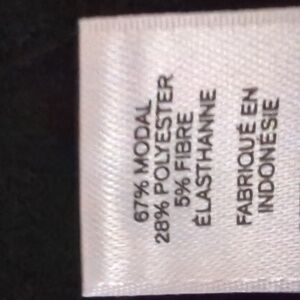 67% MODAL
28% POLYESTER
5% FIBRE
ÉLASTHANNE
FABRIQUÉ EN
INDONÉSIE